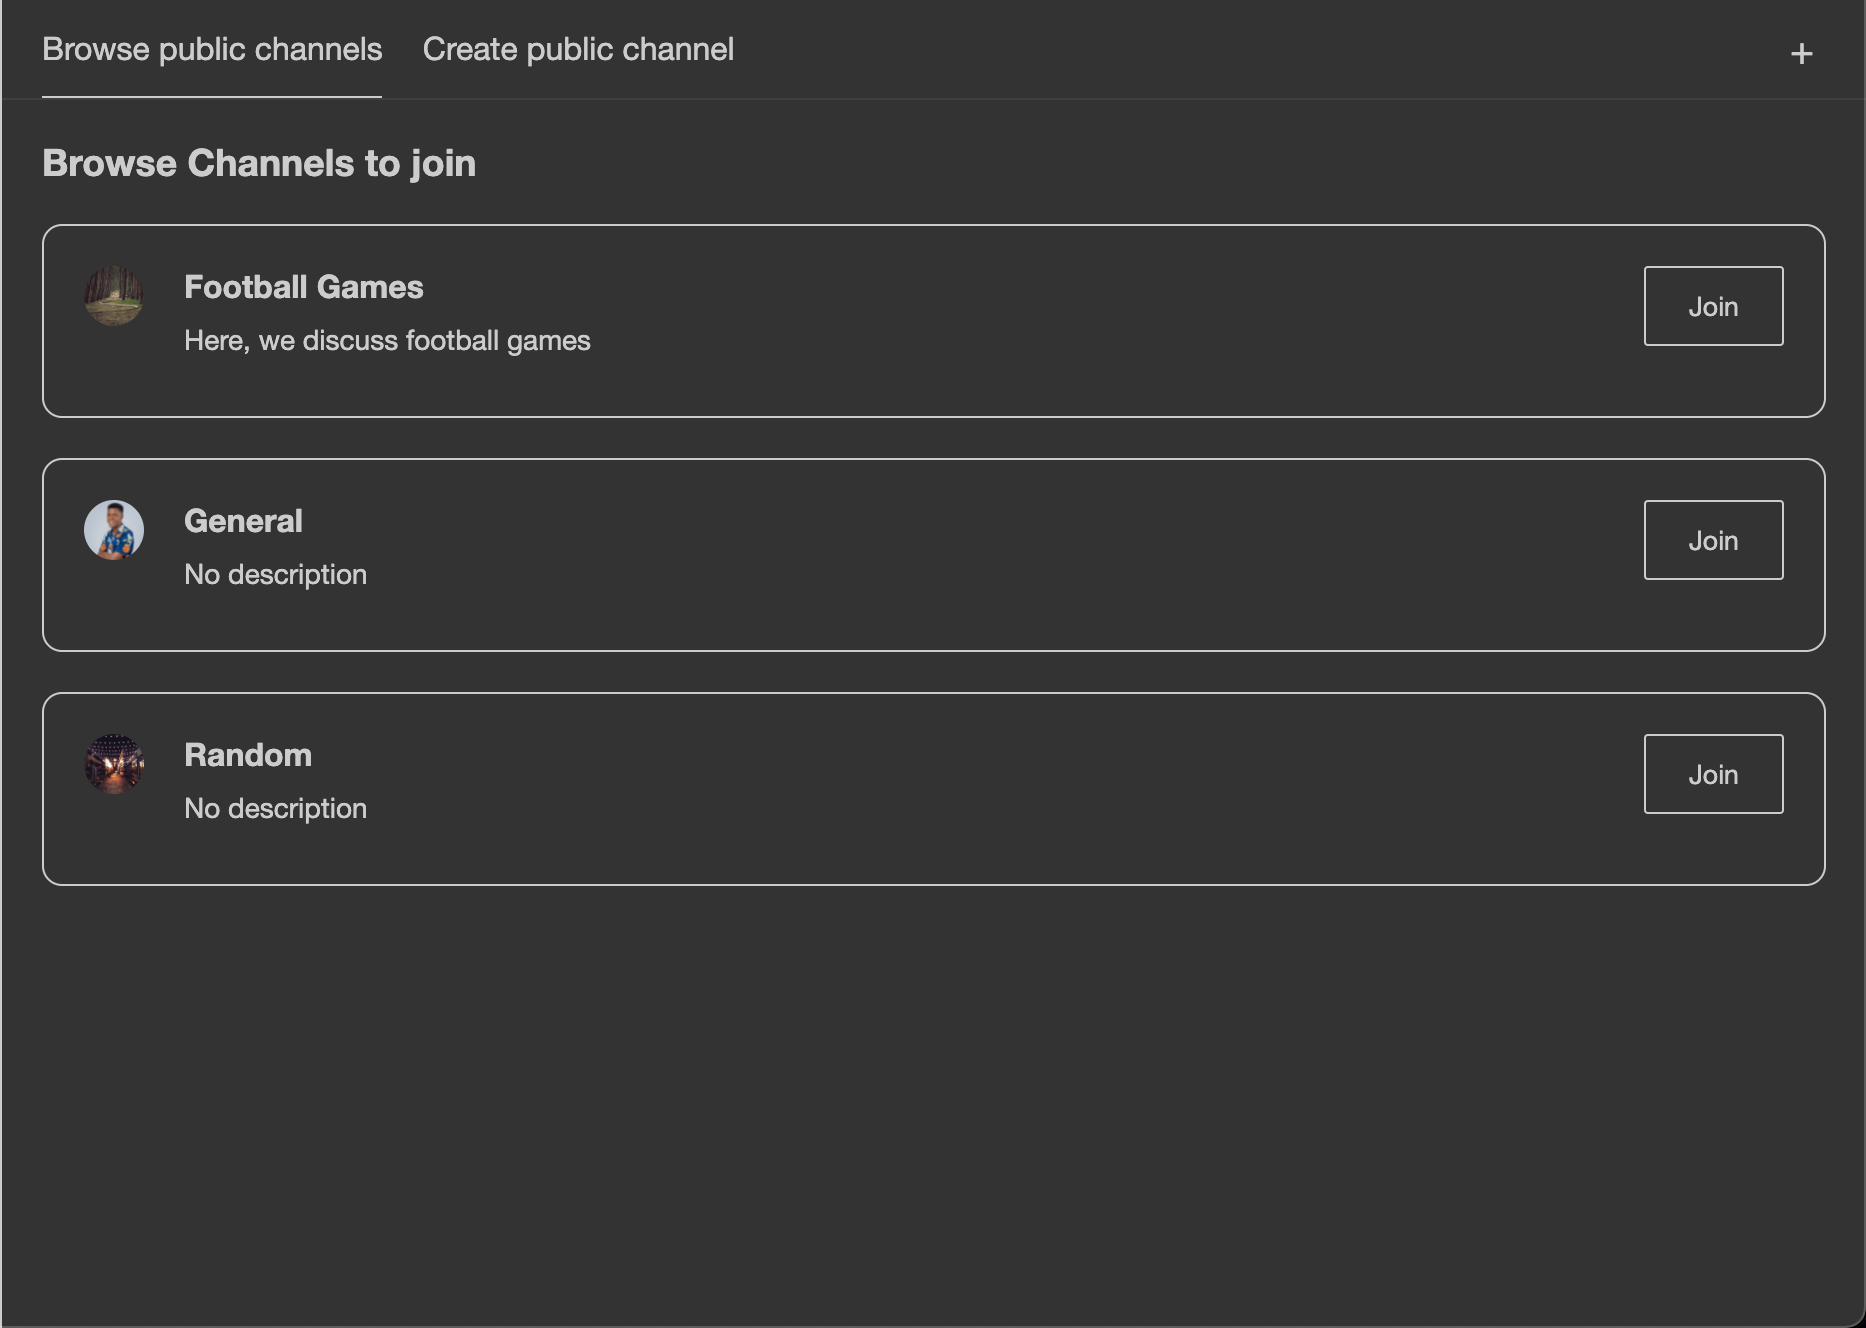 Browse public channels
Create public channel
+
Browse Channels to join
Football Games
Here, we discuss football games
Join
General
No description
Join
Random
No description
Join